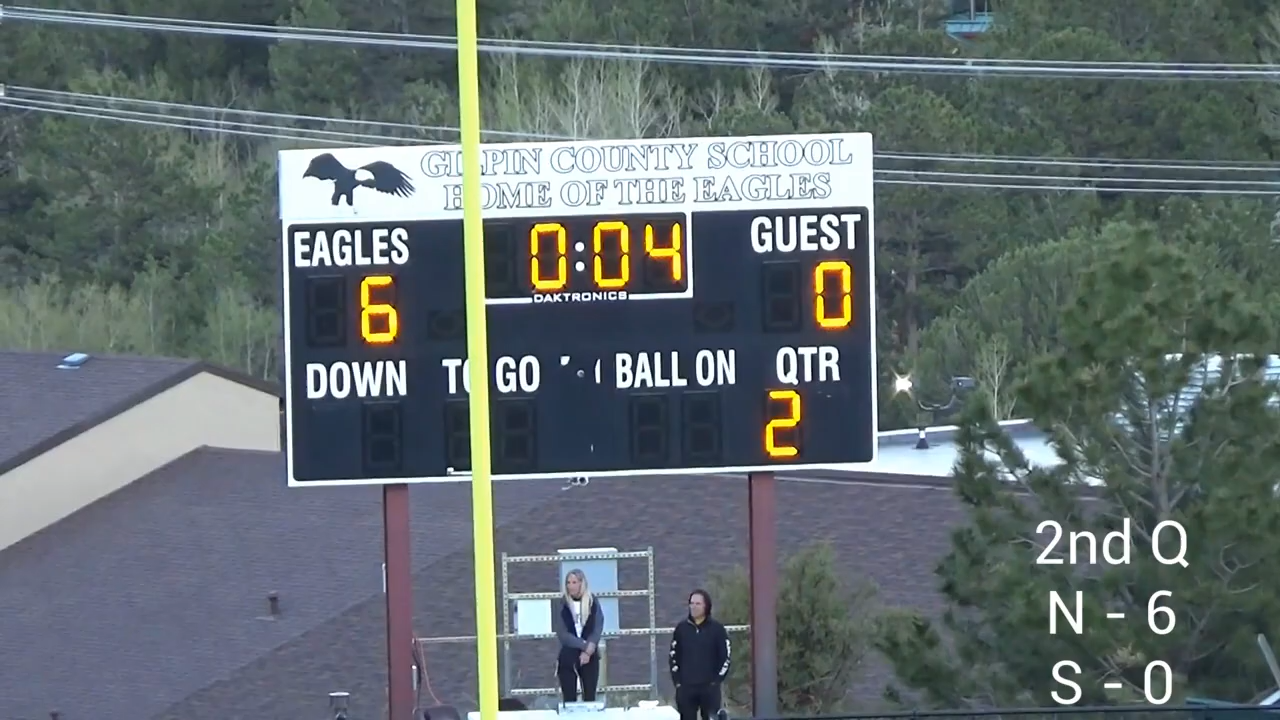 GILPIN COUNTY SCHOOL
HOME OF THE EAGLES
EAGLES 0:04 GUEST
DAKTRONICS
6 0
DOWN TO GO BALL ON QTR
2
2nd Q
N - 6
S - 0